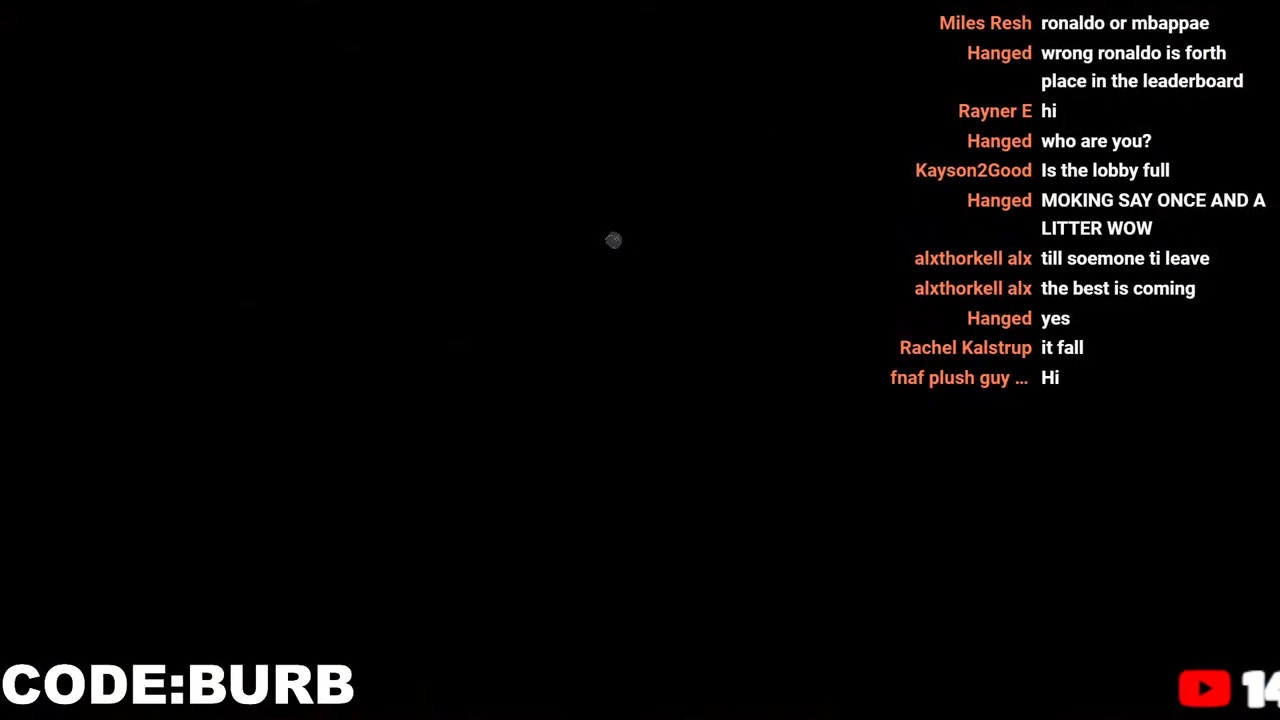 Miles Resh ronaldo or mbappae
Hanged wrong ronaldo is forth
place in the leaderboard
Rayner E hi
Hanged who are you?
Kayson2Good Is the lobby full
Hanged MOKING SAY ONCE AND A
LITTER WOW
alxthorkell alx till soemone ti leave
alxthorkell alx the best is coming
Hanged yes
Rachel Kalstrup it fall
fnaf plush guy ... Hi
CODE:BURB
14